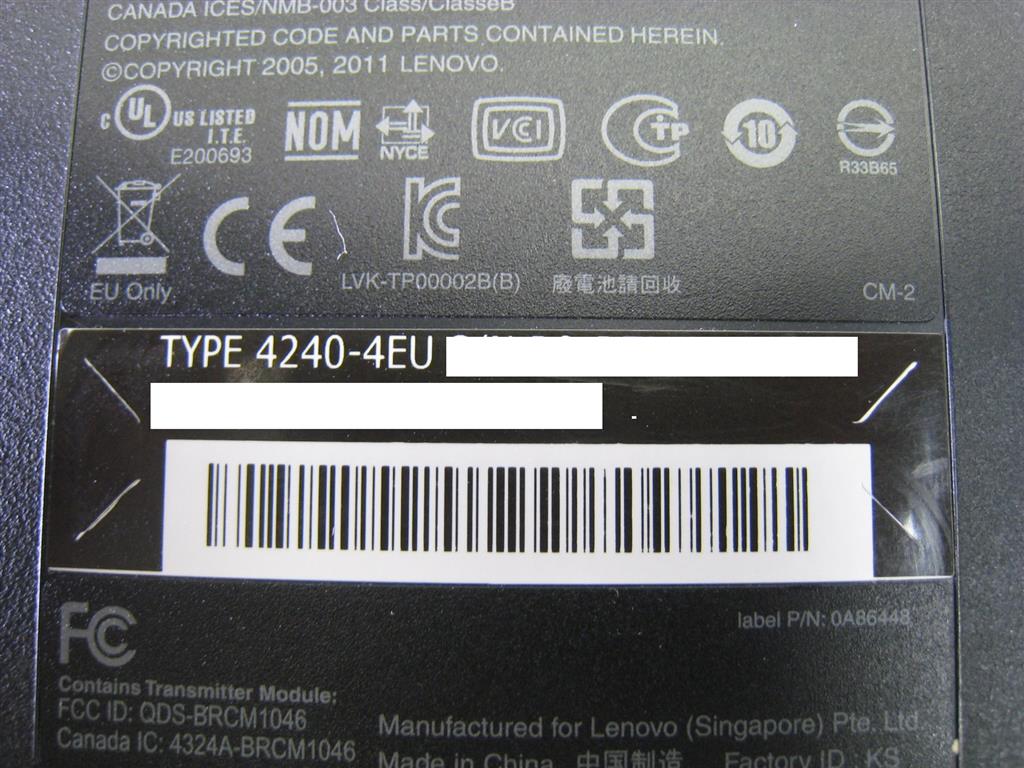 CANADA ICES/NMB-003 Class/ClasseB
COPYRIGHTED CODE AND PARTS CONTAINED HEREIN.
©COPYRIGHT 2005, 2011 LENOVO.
C UL US LISTED
I.T.E.
E200693
NOM
NYCE
VCI
TP
10
R33B65
CE
KC
EU Only
LVK-TP00002B(B)
廢電池請回收
CM-2
TYPE 4240-4EU
FC
label P/N: 0A86448
Contains Transmitter Module:
FCC ID: QDS-BRCM1046
Canada IC: 4324A-BRCM1046
Manufactured for Lenovo (Singapore) Pte. Ltd.
Made in China 中国制造 Factory ID KS